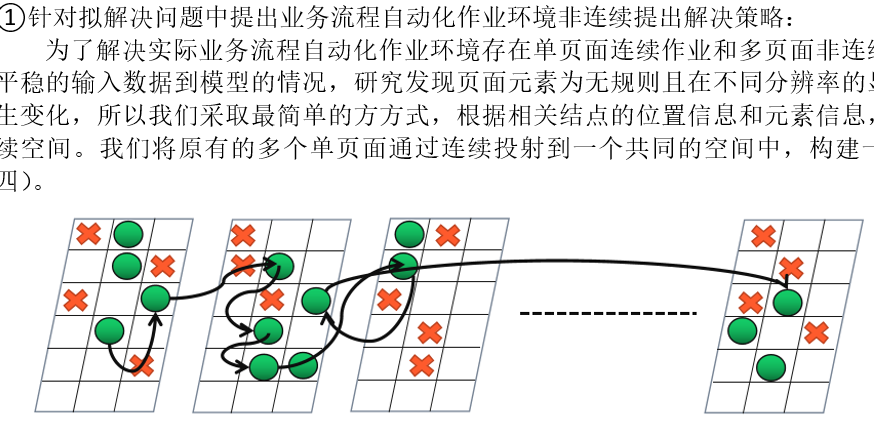 ①针对拟解决问题中提出业务流程自动化作业环境非连续提出解决策略：
为了解决实际业务流程自动化作业环境存在单页面连续作业和多页面非连续
平稳的输入数据到模型的情况，研究发现页面元素为无规则且在不同分辨率的显
生变化，所以我们采取最简单的方方式，根据相关结点的位置信息和元素信息，
续空间。我们将原有的多个单页面通过连续投射到一个共同的空间中，构建一
四）。